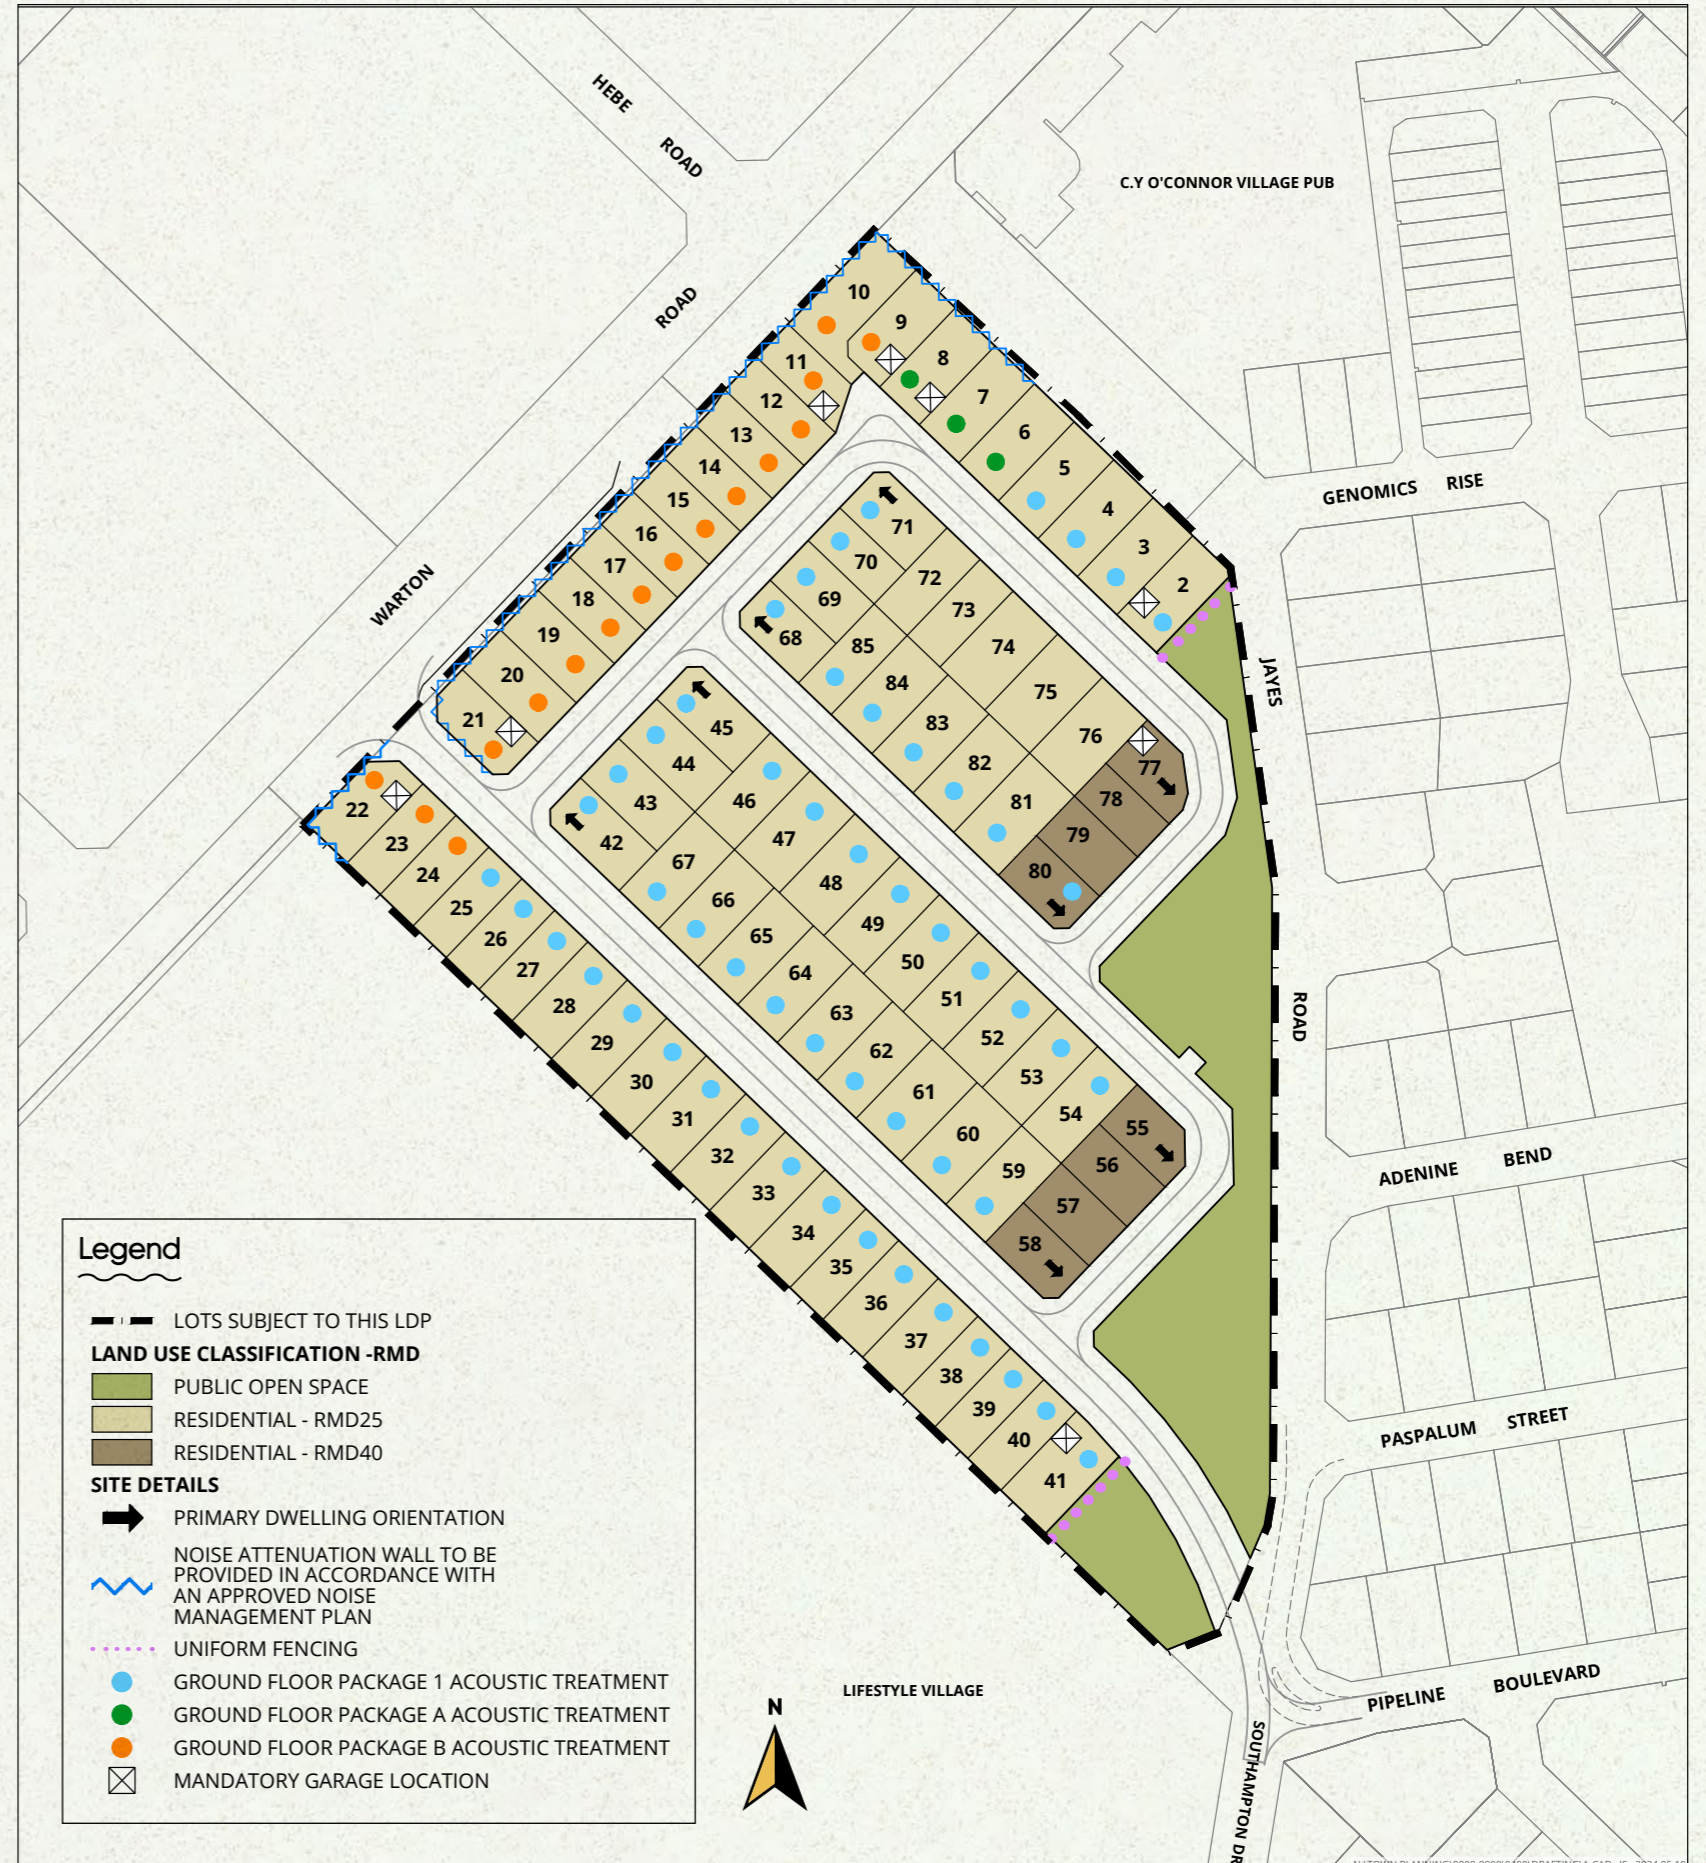 HEBE
ROAD
C.Y O'CONNOR VILLAGE PUB
ROAD
WARTON
GENOMICS RISE
JAYES
ROAD
ADENINE BEND
PASPALUM STREET
PIPELINE BOULEVARD
SOUTHAMPTON DR
LIFESTYLE VILLAGE
N
10
9
8
7
6
5
4
3
2
11
12
13
14
15
16
17
18
19
20
21
22
23
24
25
26
27
28
29
30
31
32
33
34
35
36
37
38
39
40
41
42
43
44
45
46
47
48
49
50
51
52
53
54
55
56
57
58
59
60
61
62
63
64
65
66
67
68
69
70
71
72
73
74
75
76
77
78
79
80
81
82
83
84
85
Legend
LOTS SUBJECT TO THIS LDP
LAND USE CLASSIFICATION -RMD
PUBLIC OPEN SPACE
RESIDENTIAL - RMD25
RESIDENTIAL - RMD40
SITE DETAILS
PRIMARY DWELLING ORIENTATION
NOISE ATTENUATION WALL TO BE
PROVIDED IN ACCORDANCE WITH
AN APPROVED NOISE
MANAGEMENT PLAN
UNIFORM FENCING
GROUND FLOOR PACKAGE 1 ACOUSTIC TREATMENT
GROUND FLOOR PACKAGE A ACOUSTIC TREATMENT
GROUND FLOOR PACKAGE B ACOUSTIC TREATMENT
MANDATORY GARAGE LOCATION